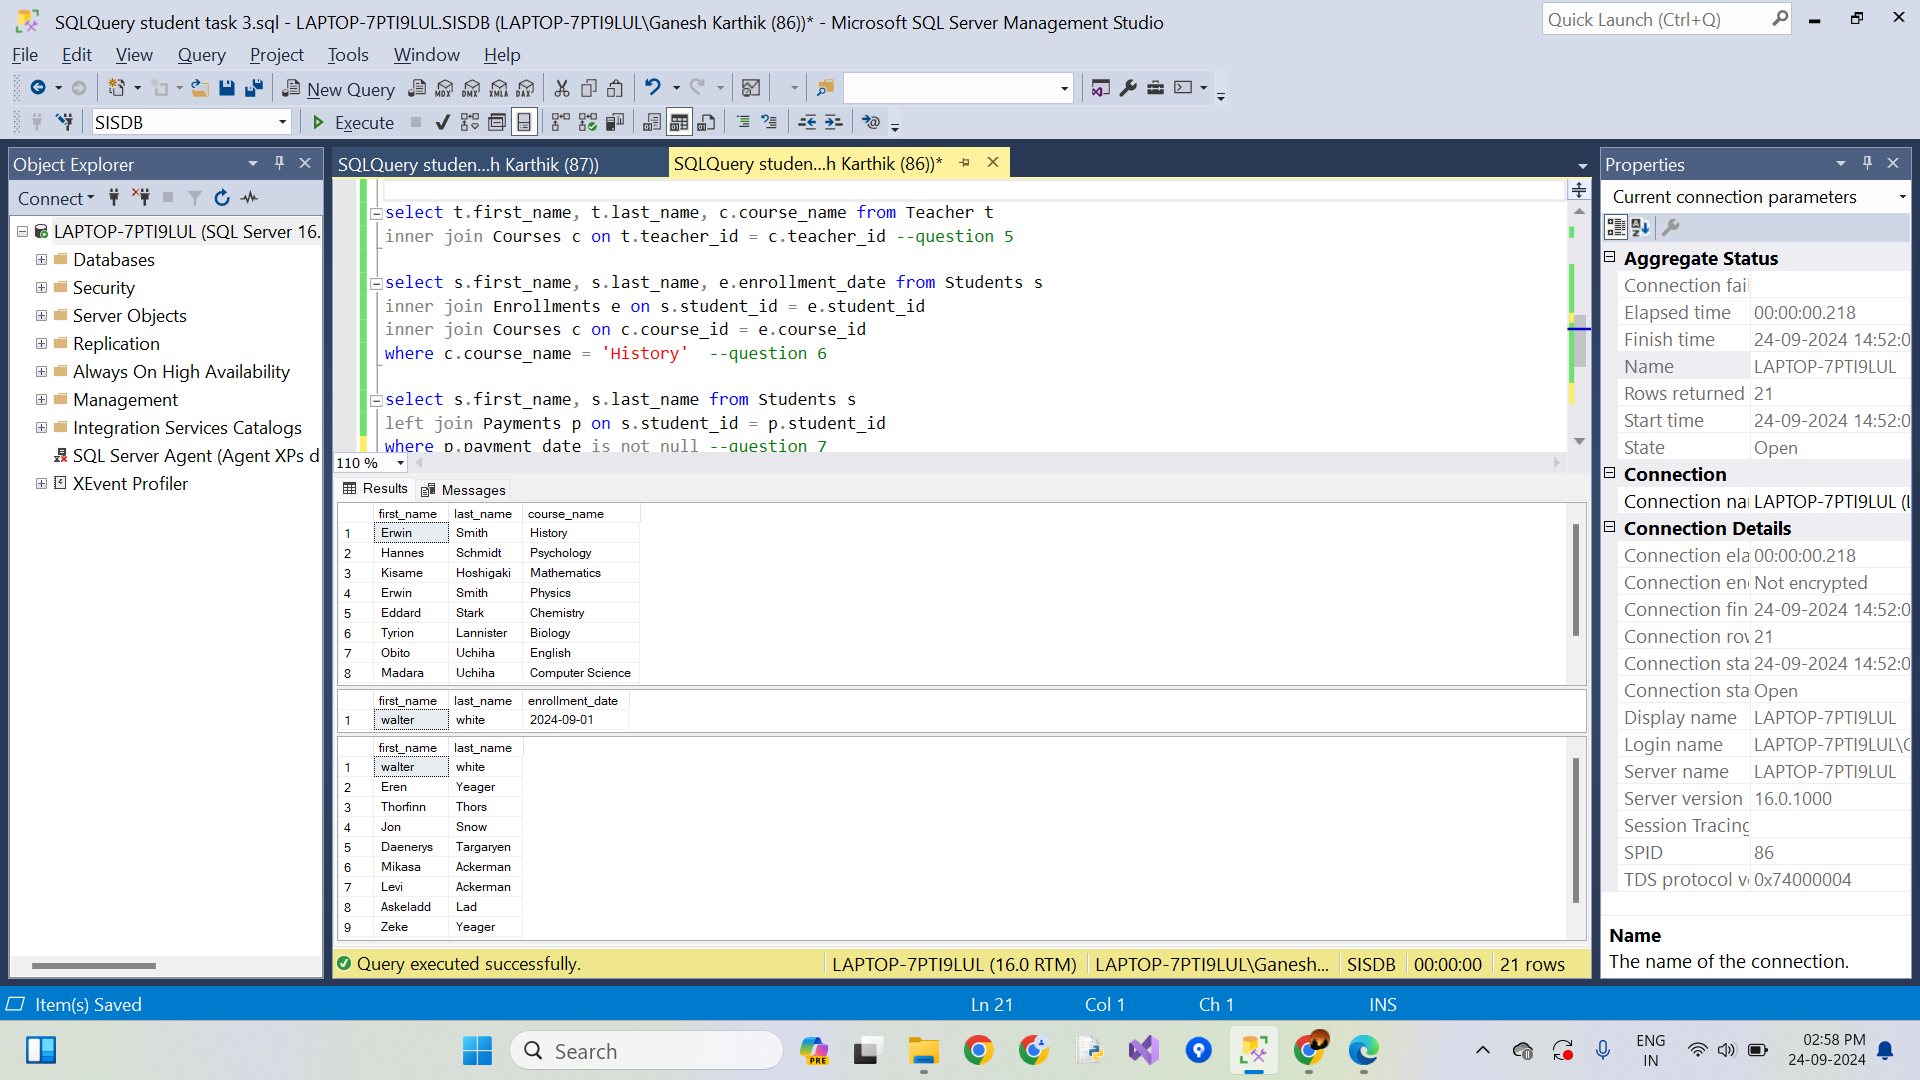 SQLQuery student task 3.sql - LAPTOP-7PTI9LUL.SISDB (LAPTOP-7PTI9LUL\Ganesh Karthik (86))* - Microsoft SQL Server Management Studio
Quick Launch (Ctrl+Q)
File Edit View Query Project Tools Window Help
New Query
MDX DMX XMLA DAX
SISDB
Execute
Object Explorer
Connect
LAPTOP-7PTI9LUL (SQL Server 16.
Databases
Security
Server Objects
Replication
Always On High Availability
Management
Integration Services Catalogs
SQL Server Agent (Agent XPs d
XEvent Profiler
SQLQuery studen...h Karthik (87))
SQLQuery studen...h Karthik (86))*
select t.first_name, t.last_name, c.course_name from Teacher t
inner join Courses c on t.teacher_id = c.teacher_id --question 5
select s.first_name, s.last_name, e.enrollment_date from Students s
inner join Enrollments e on s.student_id = e.student_id
inner join Courses c on c.course_id = e.course_id
where c.course_name = 'History'  --question 6
select s.first_name, s.last_name from Students s
left join Payments p on s.student_id = p.student_id
where p.payment_date is not null --question 7
110 %
Results Messages
first_name last_name course_name
1 Erwin Smith History
2 Hannes Schmidt Psychology
3 Kisame Hoshigaki Mathematics
4 Erwin Smith Physics
5 Eddard Stark Chemistry
6 Tyrion Lannister Biology
7 Obito Uchiha English
8 Madara Uchiha Computer Science
first_name last_name enrollment_date
1 walter white 2024-09-01
first_name last_name
1 walter white
2 Eren Yeager
3 Thorfinn Thors
4 Jon Snow
5 Daenerys Targaryen
6 Mikasa Ackerman
7 Levi Ackerman
8 Askeladd Lad
9 Zeke Yeager
Query executed successfully.
LAPTOP-7PTI9LUL (16.0 RTM) LAPTOP-7PTI9LUL\Ganesh... SISDB 00:00:00 21 rows
Properties
Current connection parameters
Aggregate Status
Connection fail
Elapsed time 00:00:00.218
Finish time 24-09-2024 14:52:0
Name LAPTOP-7PTI9LUL
Rows returned 21
Start time 24-09-2024 14:52:0
State Open
Connection
Connection nai LAPTOP-7PTI9LUL (L
Connection Details
Connection ela 00:00:00.218
Connection en Not encrypted
Connection fin 24-09-2024 14:52:0
Connection rov 21
Connection sta 24-09-2024 14:52:0
Connection sta Open
Display name LAPTOP-7PTI9LUL
Login name LAPTOP-7PTI9LUL\G
Server name LAPTOP-7PTI9LUL
Server version 16.0.1000
Session Tracing
SPID 86
TDS protocol ve 0x74000004
Name
The name of the connection.
Item(s) Saved
Ln 21 Col 1 Ch 1 INS
Search
PRE
ENG
IN
02:58 PM
24-09-2024